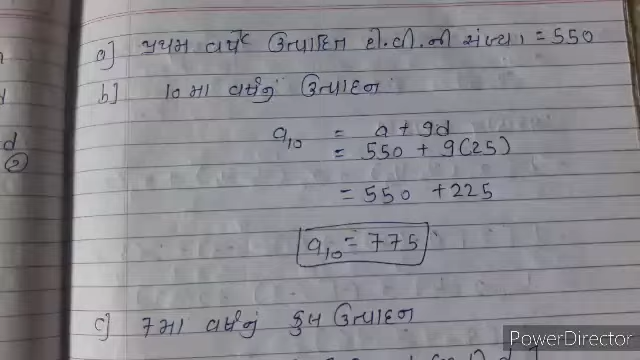 a] પ્રથમ વર્ષે ઉત્પાદિત ટી.વી.ની સંખ્યા = 550
b] 10મા વર્ષનું ઉત્પાદન
a₁₀ = a + 9d
= 550 + 9(25)
= 550 + 225
a₁₀ = 775
c] 7મા વર્ષનું કુલ ઉત્પાદન
d
PowerDirector